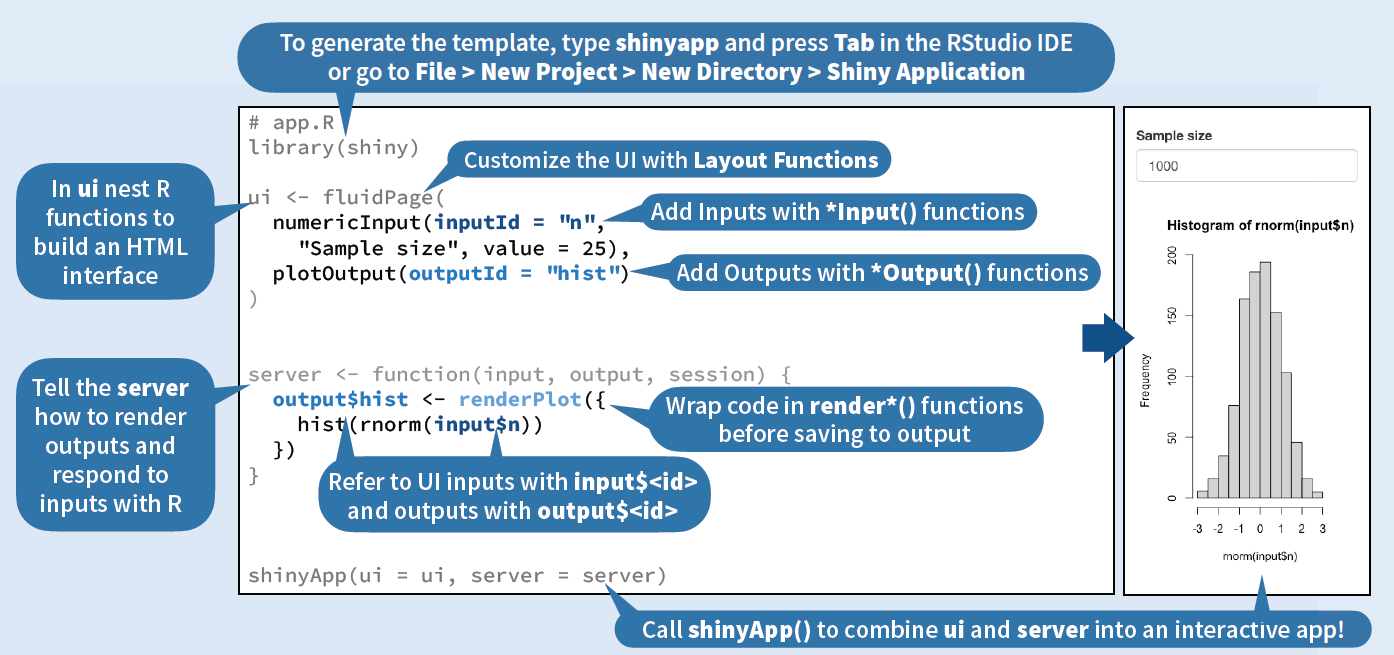 To generate the template, type shinyapp and press Tab in the RStudio IDE
or go to File > New Project > New Directory > Shiny Application
# app.R
library(shiny)
Customize the UI with Layout Functions
In ui nest R
functions to
build an HTML
interface
ui <- fluidPage(
numericInput(inputId = "n",
Add Inputs with *Input() functions
"Sample size", value = 25),
plotOutput(outputId = "hist")
Add Outputs with *Output() functions
)
Tell the server
how to render
outputs and
respond to
inputs with R
server <- function(input, output, session) {
output$hist <- renderPlot({
Wrap code in render*() functions
before saving to output
hist(rnorm(input$n))
})
}
Refer to UI inputs with input$<id>
and outputs with output$<id>
shinyApp(ui = ui, server = server)
Call shinyApp() to combine ui and server into an interactive app!
Sample size
1000
Histogram of rnorm(input$n)
Frequency
200
150
100
50
0
-3 -2 -1 0 1 2 3
rnorm(input$n)